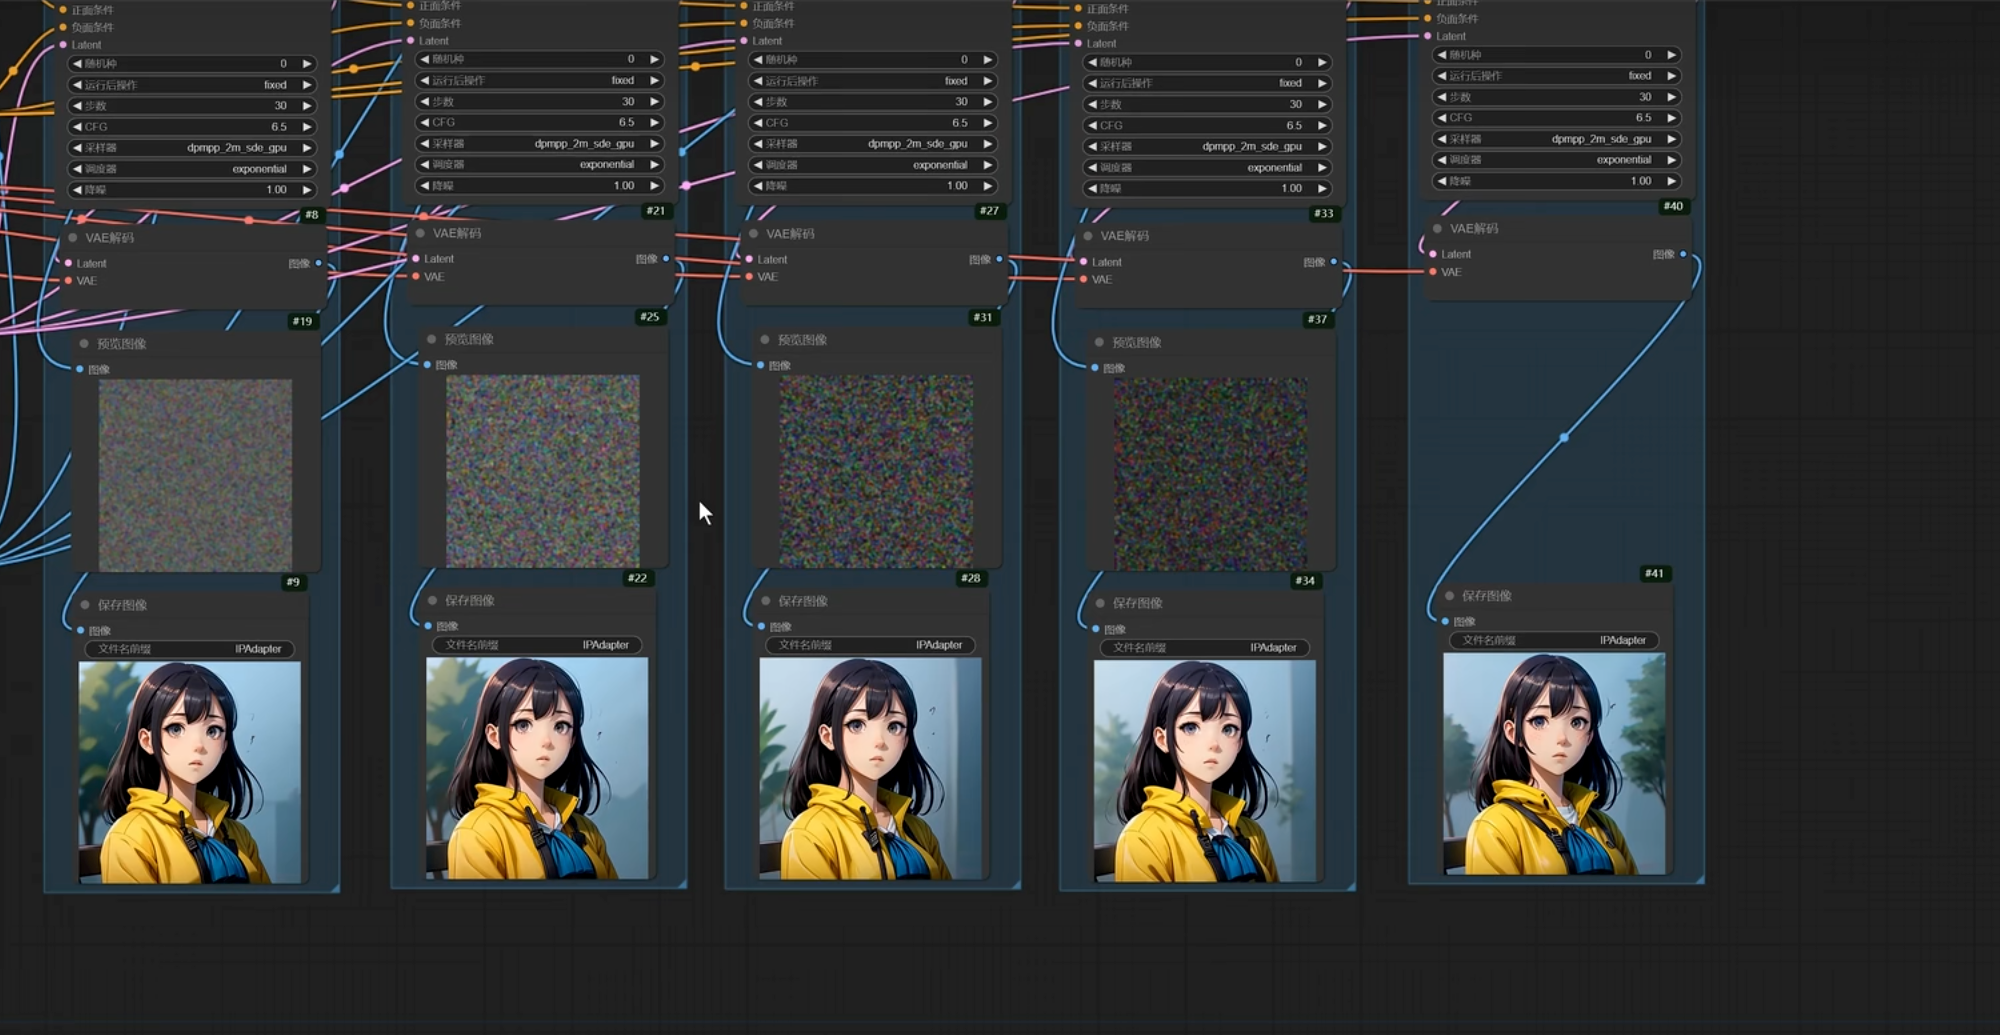 正面条件
负面条件
Latent
随机种 0
运行后操作 fixed
步数 30
CFG 6.5
采样器 dpmpp_2m_sde_gpu
调度器 exponential
降噪 1.00
#8
VAE解码
Latent 图像
VAE
#19
预览图像
图像
#9
保存图像
图像
文件名前缀 IPAdapter
正面条件
负面条件
Latent
随机种 0
运行后操作 fixed
步数 30
CFG 6.5
采样器 dpmpp_2m_sde_gpu
调度器 exponential
降噪 1.00
#21
VAE解码
Latent 图像
VAE
#25
预览图像
图像
#22
保存图像
图像
文件名前缀 IPAdapter
正面条件
负面条件
Latent
随机种 0
运行后操作 fixed
步数 30
CFG 6.5
采样器 dpmpp_2m_sde_gpu
调度器 exponential
降噪 1.00
#27
VAE解码
Latent 图像
VAE
#31
预览图像
图像
#28
保存图像
图像
文件名前缀 IPAdapter
正面条件
负面条件
Latent
随机种 0
运行后操作 fixed
步数 30
CFG 6.5
采样器 dpmpp_2m_sde_gpu
调度器 exponential
降噪 1.00
#33
VAE解码
Latent 图像
VAE
#37
预览图像
图像
#34
保存图像
图像
文件名前缀 IPAdapter
正面条件
负面条件
Latent
随机种 0
运行后操作 fixed
步数 30
CFG 6.5
采样器 dpmpp_2m_sde_gpu
调度器 exponential
降噪 1.00
#40
VAE解码
Latent 图像
VAE
#41
保存图像
图像
文件名前缀 IPAdapter